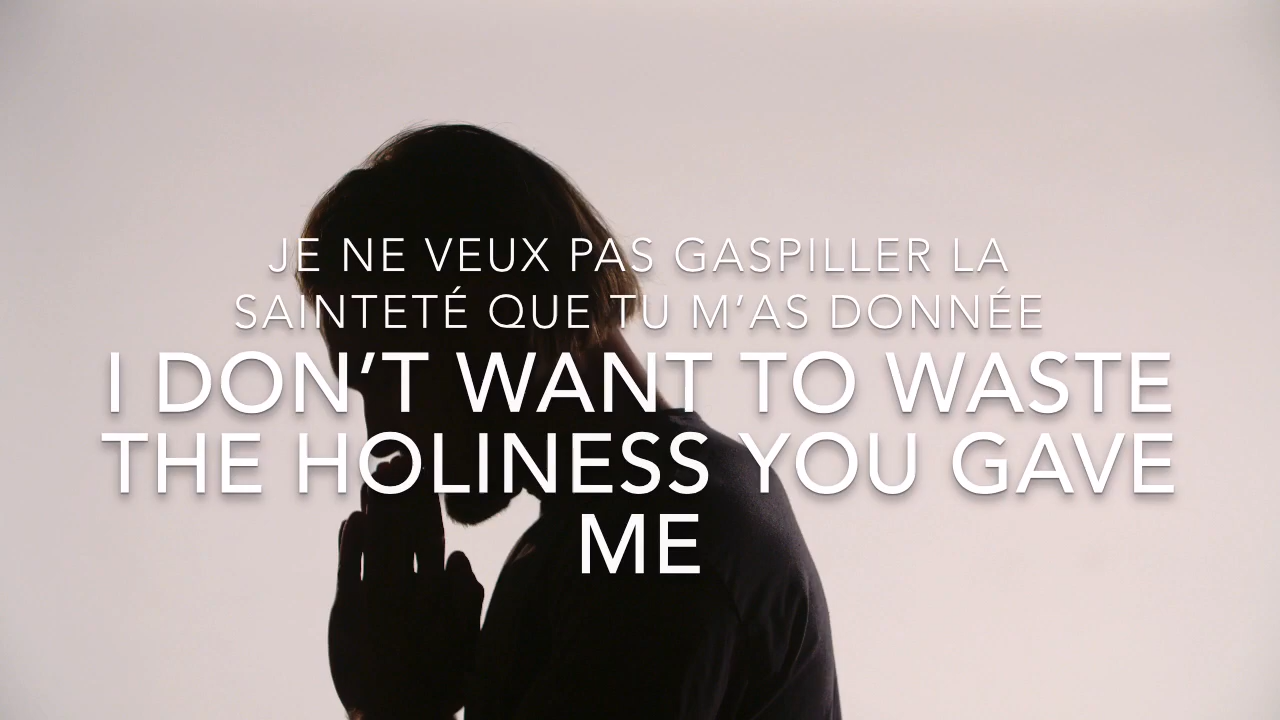 JE NE VEUX PAS GASPILLER LA
SAINTETÉ QUE TU M’AS DONNÉE
I DON’T WANT TO WASTE
THE HOLINESS YOU GAVE
ME